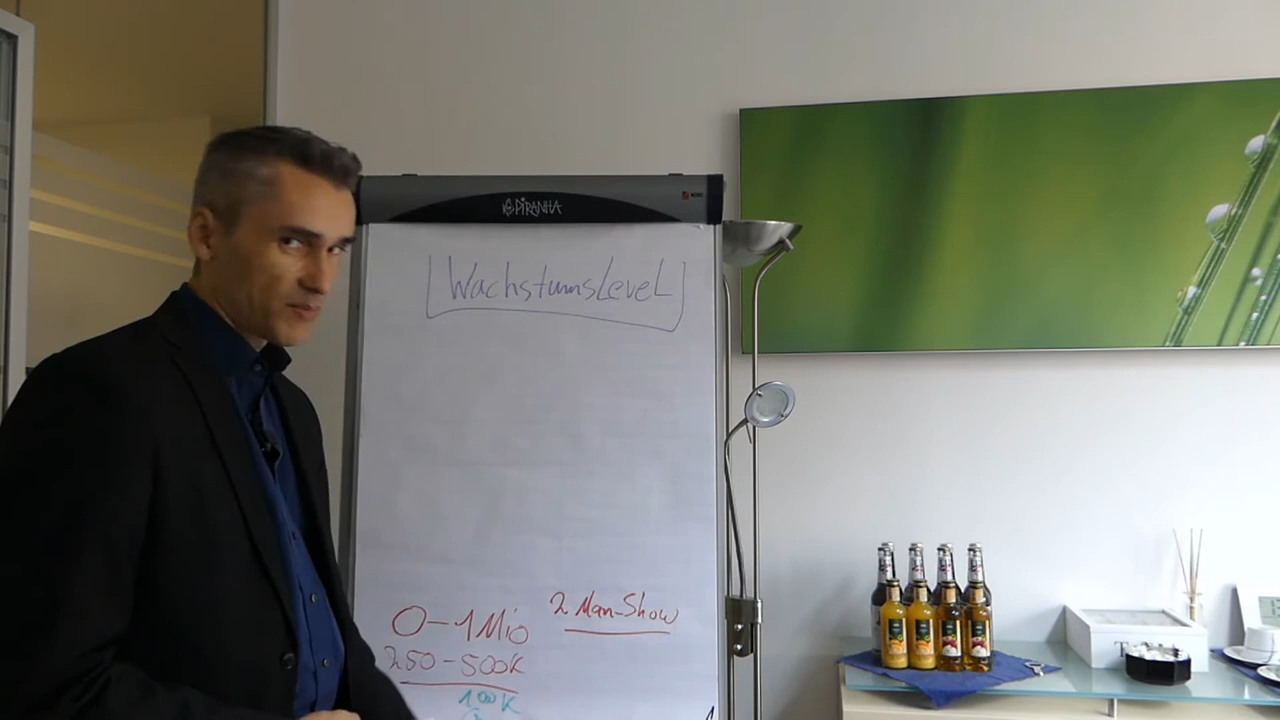 PiRANHA
WachstumsLeveL
0-1Mio
2 Man-Show
250-500K
100K